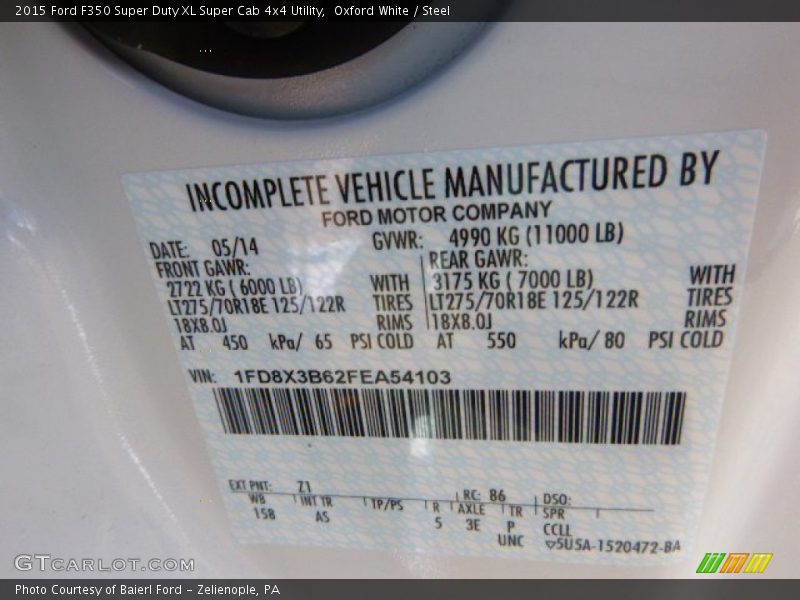 2015 Ford F350 Super Duty XL Super Cab 4x4 Utility,  Oxford White / Steel
INCOMPLETE VEHICLE MANUFACTURED BY
FORD MOTOR COMPANY
DATE: 05/14 GVWR: 4990 KG (11000 LB)
FRONT GAWR: REAR GAWR:
2722 KG ( 6000 LB) WITH 3175 KG ( 7000 LB) WITH
LT275/70R18E 125/122R TIRES LT275/70R18E 125/122R TIRES
18X8.0J RIMS 18X8.0J RIMS
AT 450 kPa/ 65 PSI COLD AT 550 kPa/ 80 PSI COLD
VIN: 1FD8X3B62FEA54103
EXT PNT: Z1 RC: 86 DSO:
WB INT TR TP/PS R AXLE TR SPR
158 AS 5 3E P CCLL
UNC ▽5USA-1520472-BA
GTCARLOT.COM
Photo Courtesy of Baierl Ford - Zelienople, PA